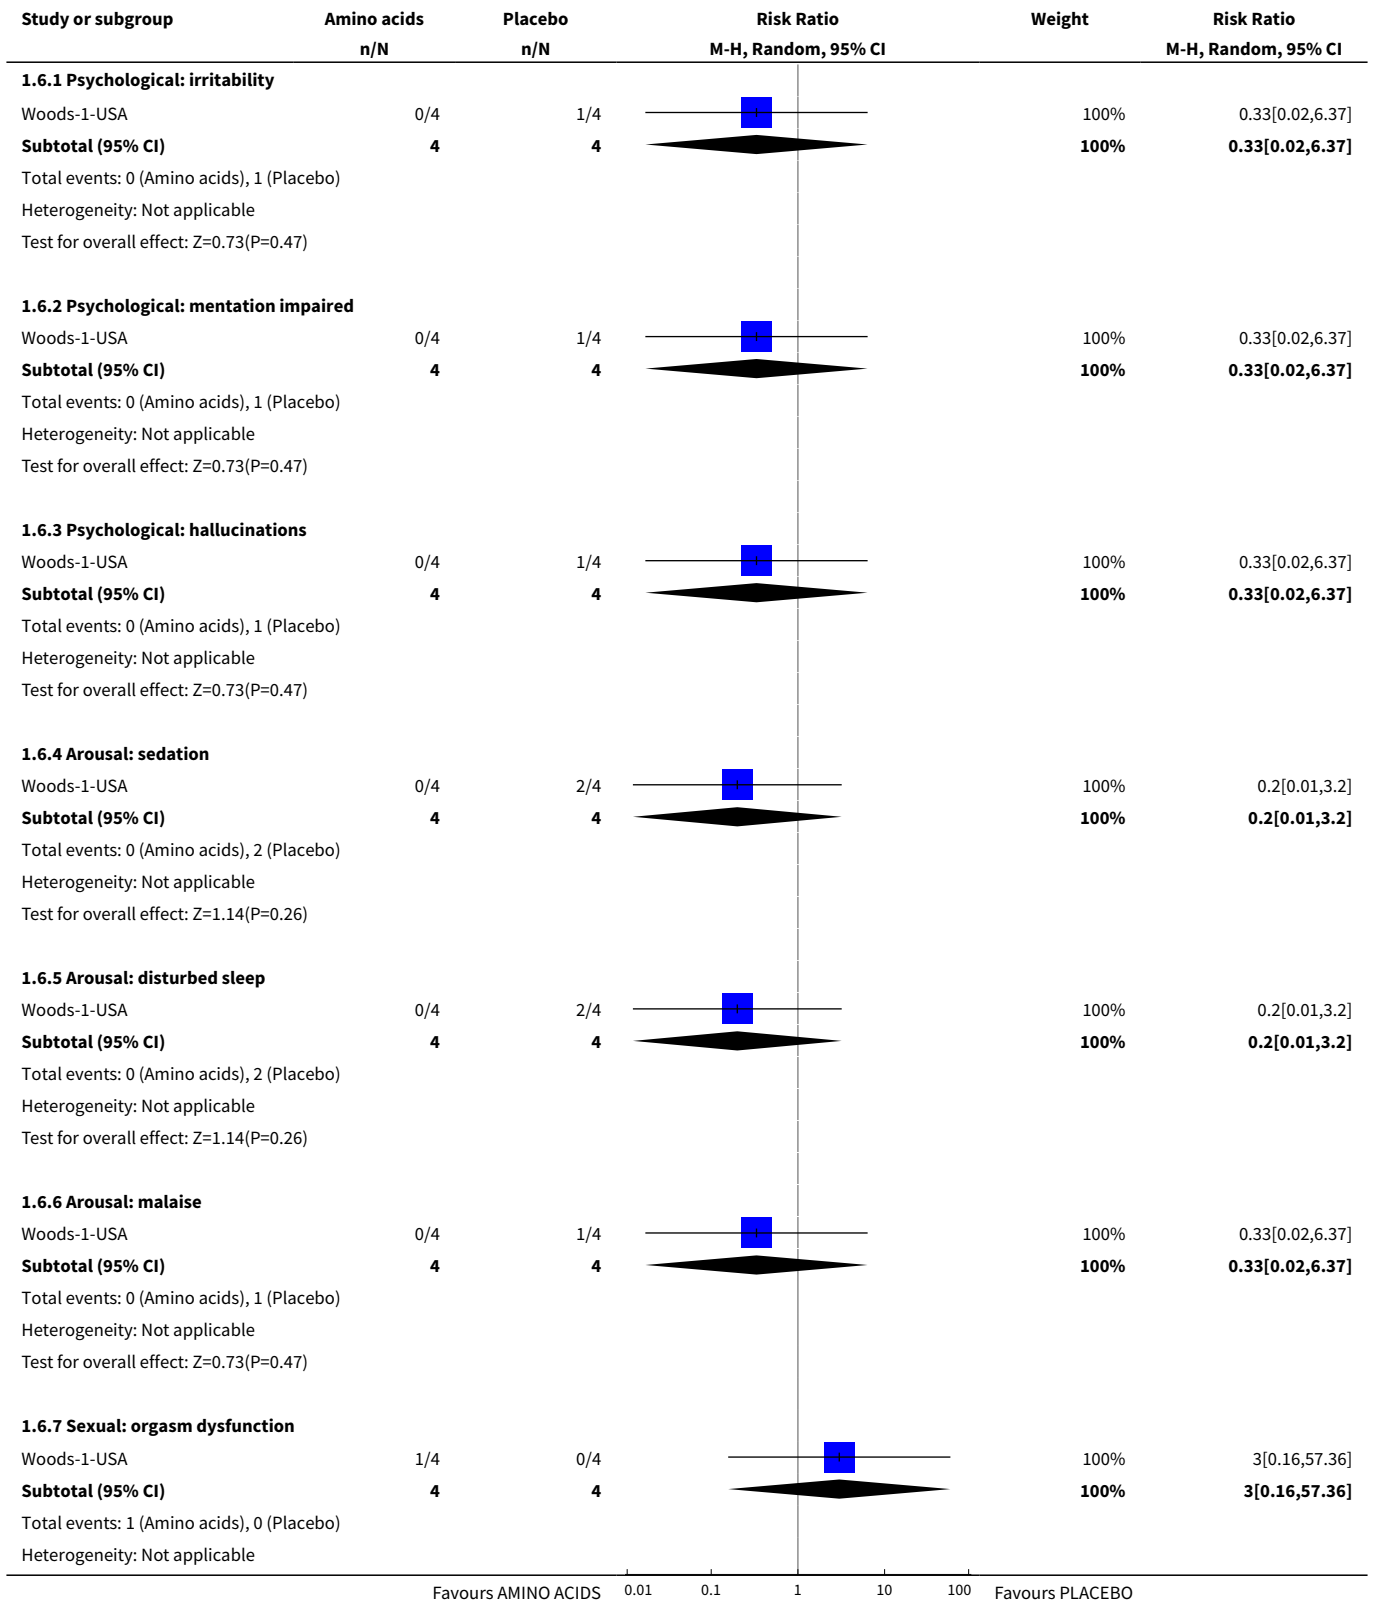 Study or subgroup Amino acids Placebo Risk Ratio Weight Risk Ratio
n/N n/N M-H, Random, 95% CI M-H, Random, 95% CI
1.6.1 Psychological: irritability
Woods-1-USA 0/4 1/4 100% 0.33[0.02,6.37]
Subtotal (95% CI) 4 4 100% 0.33[0.02,6.37]
Total events: 0 (Amino acids), 1 (Placebo)
Heterogeneity: Not applicable
Test for overall effect: Z=0.73(P=0.47)
1.6.2 Psychological: mentation impaired
Woods-1-USA 0/4 1/4 100% 0.33[0.02,6.37]
Subtotal (95% CI) 4 4 100% 0.33[0.02,6.37]
Total events: 0 (Amino acids), 1 (Placebo)
Heterogeneity: Not applicable
Test for overall effect: Z=0.73(P=0.47)
1.6.3 Psychological: hallucinations
Woods-1-USA 0/4 1/4 100% 0.33[0.02,6.37]
Subtotal (95% CI) 4 4 100% 0.33[0.02,6.37]
Total events: 0 (Amino acids), 1 (Placebo)
Heterogeneity: Not applicable
Test for overall effect: Z=0.73(P=0.47)
1.6.4 Arousal: sedation
Woods-1-USA 0/4 2/4 100% 0.2[0.01,3.2]
Subtotal (95% CI) 4 4 100% 0.2[0.01,3.2]
Total events: 0 (Amino acids), 2 (Placebo)
Heterogeneity: Not applicable
Test for overall effect: Z=1.14(P=0.26)
1.6.5 Arousal: disturbed sleep
Woods-1-USA 0/4 2/4 100% 0.2[0.01,3.2]
Subtotal (95% CI) 4 4 100% 0.2[0.01,3.2]
Total events: 0 (Amino acids), 2 (Placebo)
Heterogeneity: Not applicable
Test for overall effect: Z=1.14(P=0.26)
1.6.6 Arousal: malaise
Woods-1-USA 0/4 1/4 100% 0.33[0.02,6.37]
Subtotal (95% CI) 4 4 100% 0.33[0.02,6.37]
Total events: 0 (Amino acids), 1 (Placebo)
Heterogeneity: Not applicable
Test for overall effect: Z=0.73(P=0.47)
1.6.7 Sexual: orgasm dysfunction
Woods-1-USA 1/4 0/4 100% 3[0.16,57.36]
Subtotal (95% CI) 4 4 100% 3[0.16,57.36]
Total events: 1 (Amino acids), 0 (Placebo)
Heterogeneity: Not applicable
Favours AMINO ACIDS 0.01 0.1 1 10 100 Favours PLACEBO